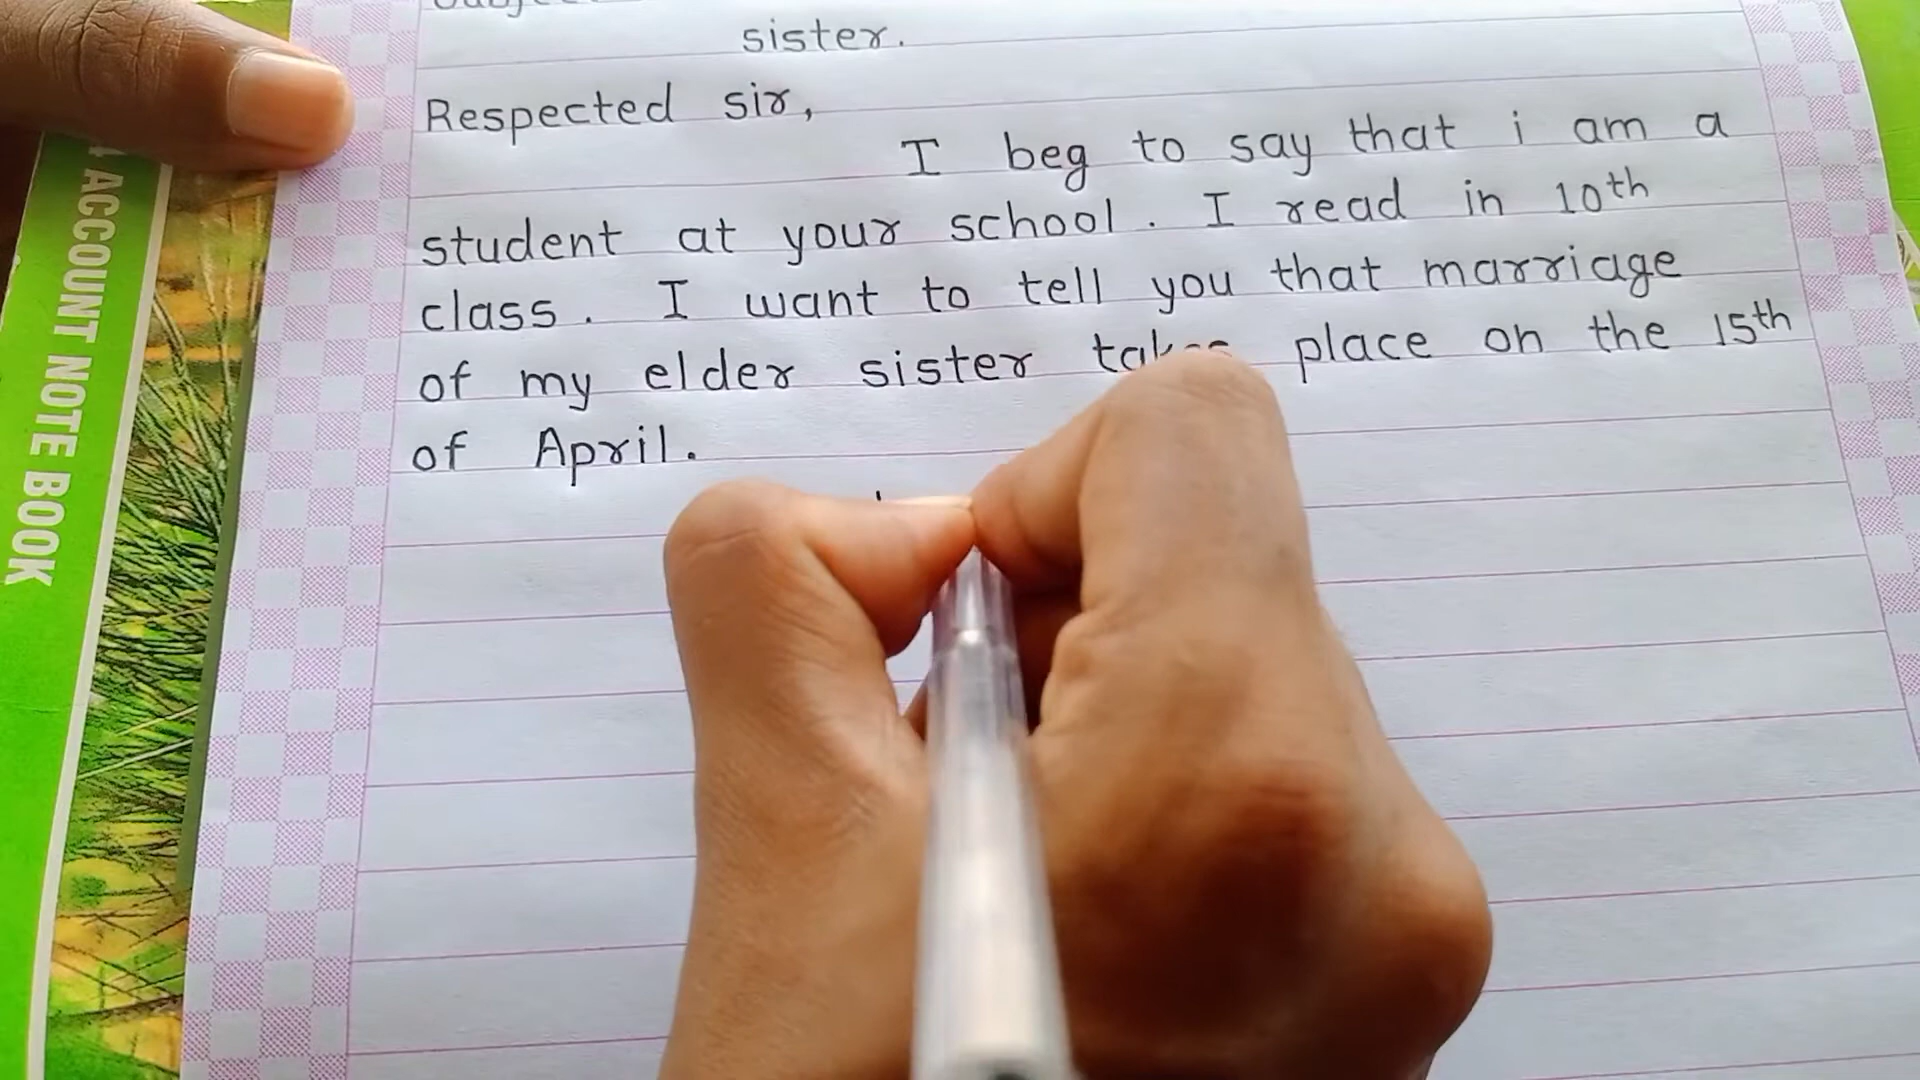 sister.
Respected sir,
I beg to say that i am a
student at your school. I read in 10th
class. I want to tell you that marriage
of my elder sister takes place on the 15th
of April.
ACCOUNT NOTE BOOK